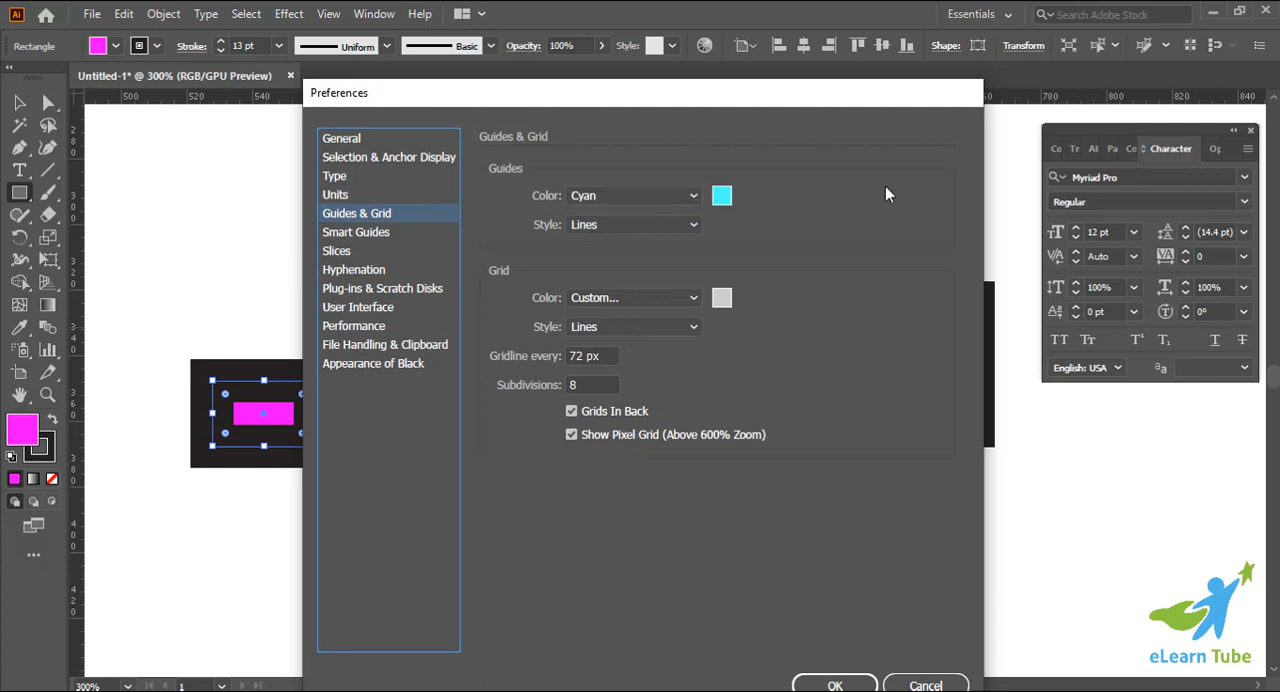 Ai File Edit Object Type Select Effect View Window Help Essentials Search Adobe Stock
Rectangle Stroke: 13 pt Uniform Basic Opacity: 100% Style: Shape: Transform
Untitled-1* @ 300% (RGB/GPU Preview)
500 520 540 780 800 820 840
Preferences
General
Selection & Anchor Display
Type
Units
Guides & Grid
Smart Guides
Slices
Hyphenation
Plug-ins & Scratch Disks
User Interface
Performance
File Handling & Clipboard
Appearance of Black
Guides & Grid
Guides
Color: Cyan
Style: Lines
Grid
Color: Custom...
Style: Lines
Gridline every: 72 px
Subdivisions: 8
Grids In Back
Show Pixel Grid (Above 600% Zoom)
OK Cancel
Co Tr Al Pa Co Character Op
Myriad Pro
Regular
12 pt (14.4 pt)
Auto 0
100% 100%
0 pt 0°
English: USA
300% 1
eLearn Tube